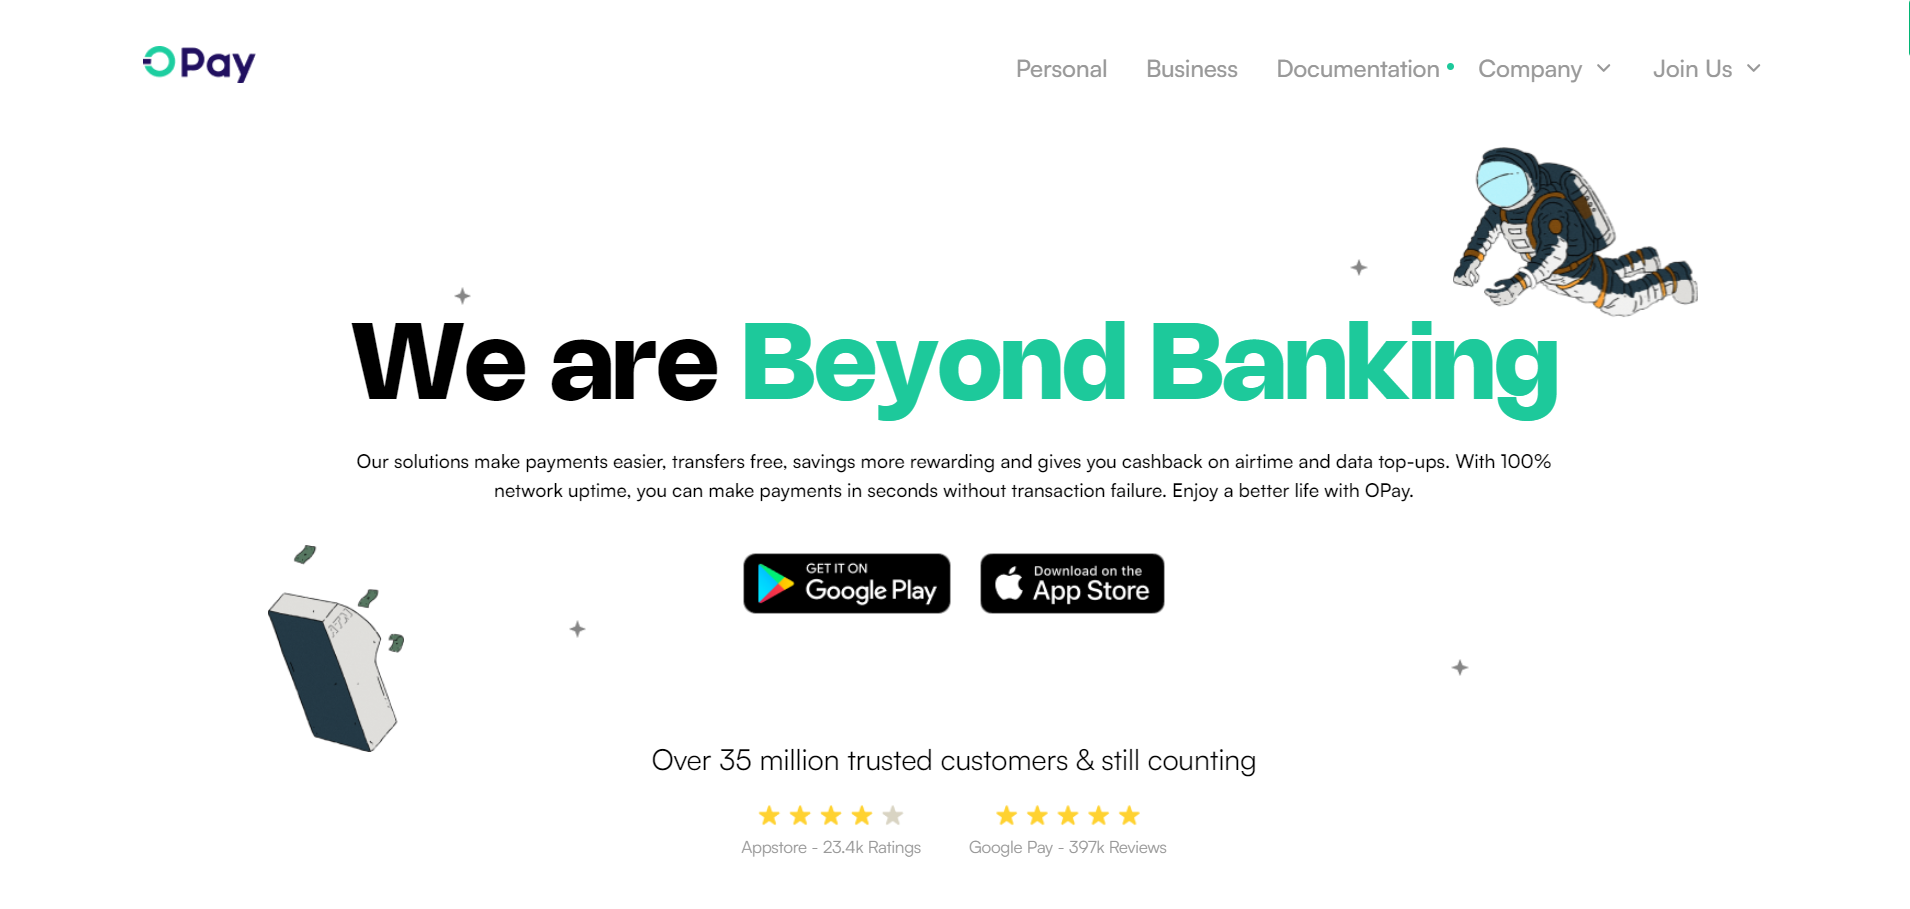 OPay
Personal Business Documentation Company Join Us
We are Beyond Banking
Our solutions make payments easier, transfers free, savings more rewarding and gives you cashback on airtime and data top-ups. With 100%
network uptime, you can make payments in seconds without transaction failure. Enjoy a better life with OPay.
GET IT ON
Google Play
Download on the
App Store
ATM
Over 35 million trusted customers & still counting
Appstore - 23.4k Ratings
Google Pay - 397k Reviews